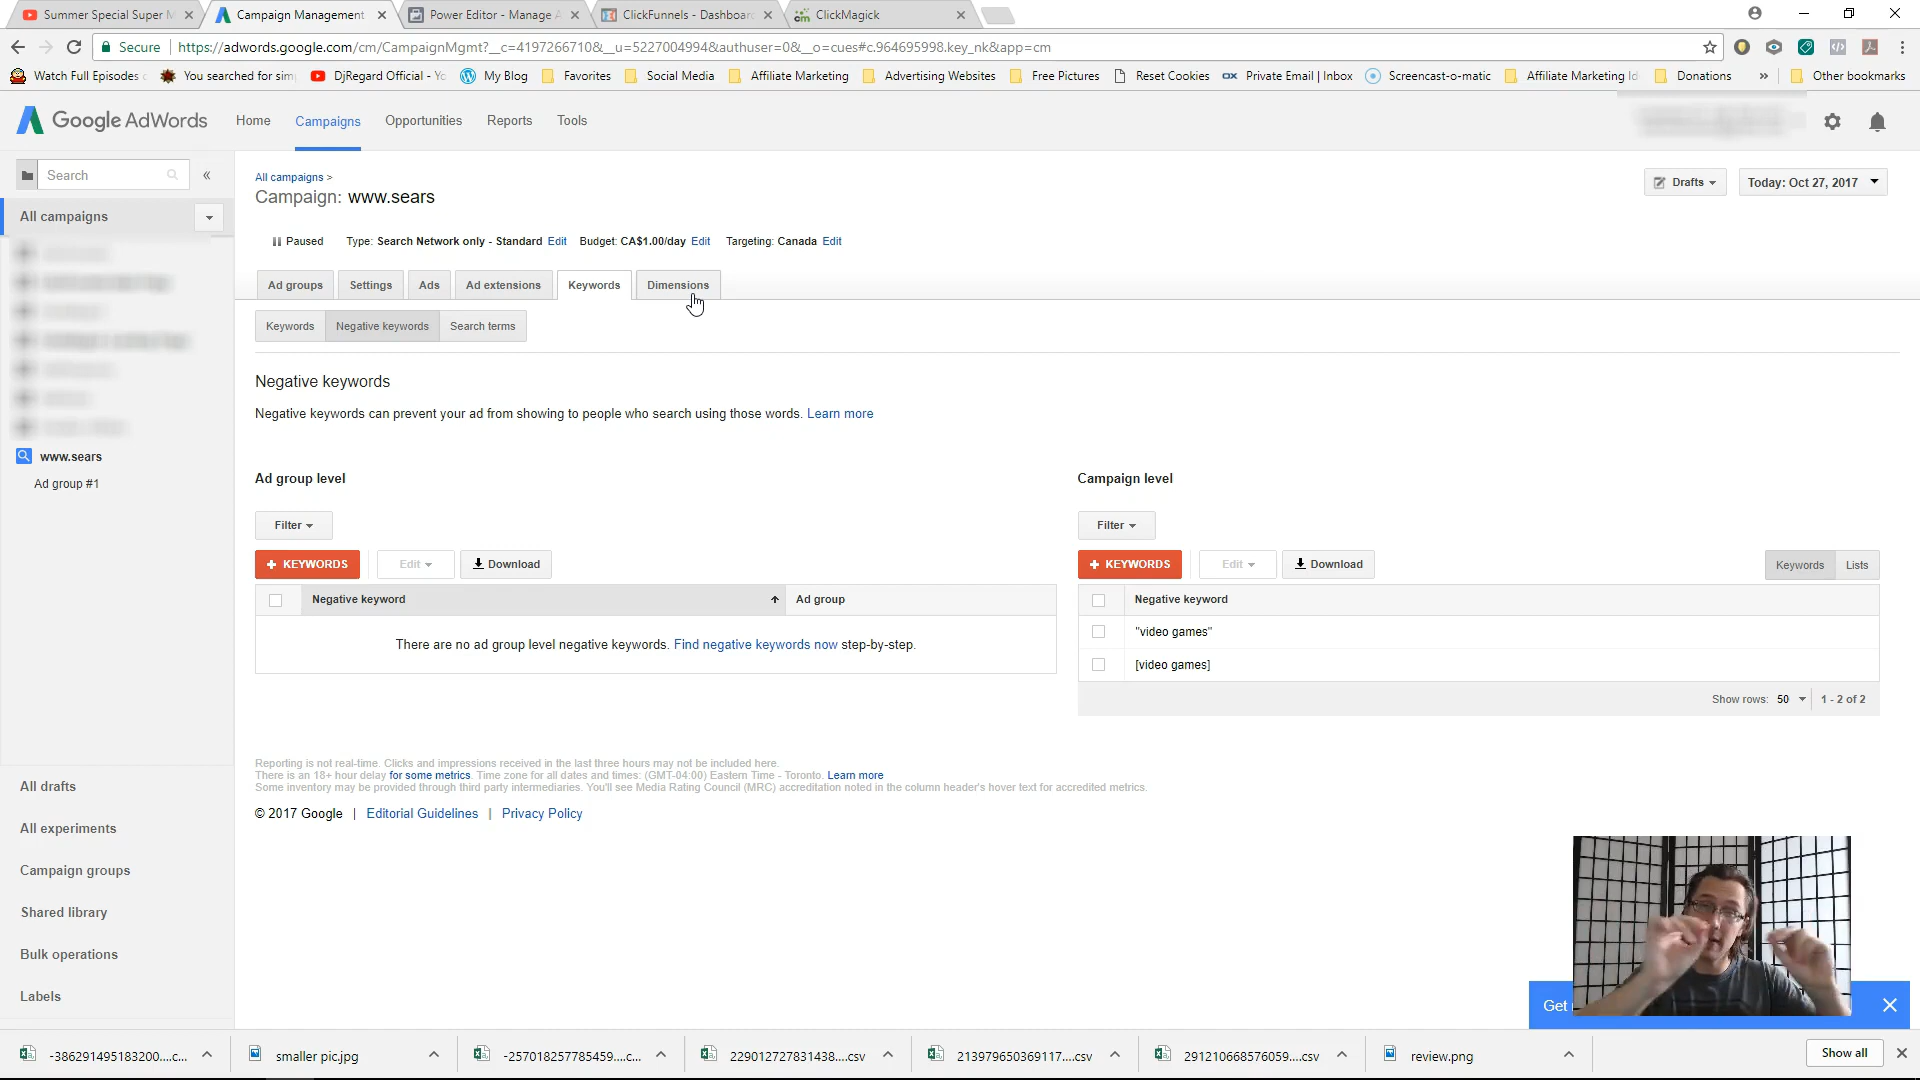 Summer Special Super M
Campaign Management
Power Editor - Manage A
ClickFunnels - Dashboard
ClickMagick
Secure
https://adwords.google.com/cm/CampaignMgmt?__c=4197266710&__u=5227004994&authuser=0&__o=cues#c.964695998.key_nk&app=cm
Watch Full Episodes
You searched for sim
DjRegard Official - Yo
My Blog
Favorites
Social Media
Affiliate Marketing
Advertising Websites
Free Pictures
Reset Cookies
Private Email | Inbox
Screencast-o-matic
Affiliate Marketing Id
Donations
»
Other bookmarks
Google AdWords
Home
Campaigns
Opportunities
Reports
Tools
Search
«
All campaigns >
Campaign: www.sears
Drafts
Today: Oct 27, 2017
All campaigns
Paused
Type: Search Network only - Standard Edit
Budget: CA$1.00/day Edit
Targeting: Canada Edit
Ad groups
Settings
Ads
Ad extensions
Keywords
Dimensions
Keywords
Negative keywords
Search terms
Negative keywords
Negative keywords can prevent your ad from showing to people who search using those words. Learn more
www.sears
Ad group #1
Ad group level
Campaign level
Filter
Filter
+ KEYWORDS
Edit
Download
+ KEYWORDS
Edit
Download
Keywords
Lists
Negative keyword
Ad group
Negative keyword
There are no ad group level negative keywords. Find negative keywords now step-by-step.
"video games"
[video games]
Show rows: 50
1 - 2 of 2
Reporting is not real-time. Clicks and impressions received in the last three hours may not be included here.
There is an 18+ hour delay for some metrics. Time zone for all dates and times: (GMT-04:00) Eastern Time - Toronto. Learn more
Some inventory may be provided through third party intermediaries. You'll see Media Rating Council (MRC) accreditation noted in the column header's hover text for accredited metrics.
© 2017 Google | Editorial Guidelines | Privacy Policy
All drafts
All experiments
Campaign groups
Shared library
Bulk operations
Labels
Get
-386291495183200....c...
smaller pic.jpg
-257018257785459....c...
229012727831438....csv
213979650369117....csv
291210668576059....csv
review.png
Show all